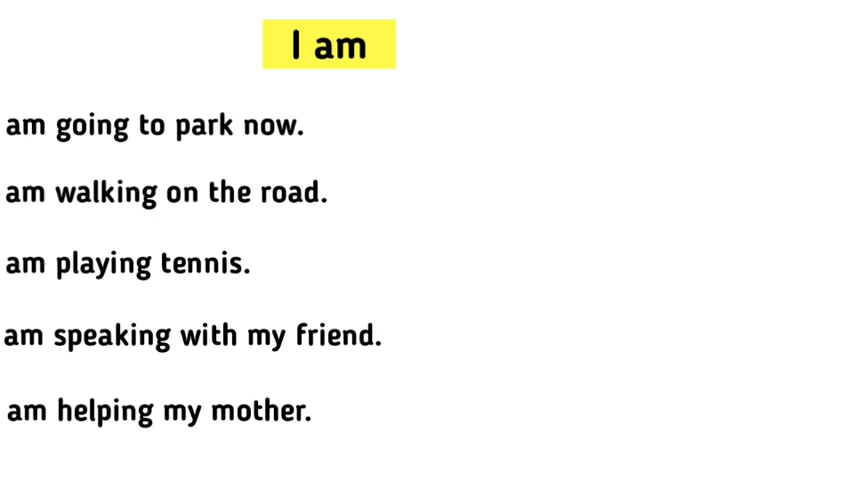 I am
am going to park now.
am walking on the road.
am playing tennis.
am speaking with my friend.
am helping my mother.